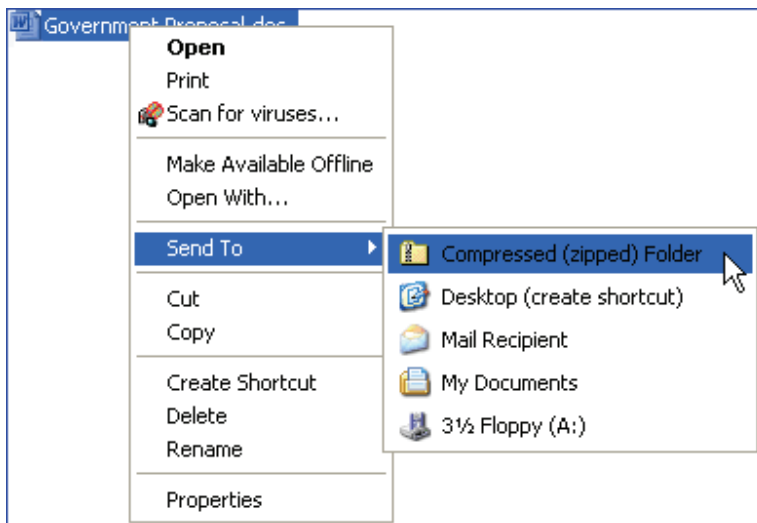 Government Proposal.doc
Open
Print
Scan for viruses...
Make Available Offline
Open With...
Send To
Cut
Copy
Create Shortcut
Delete
Rename
Properties
Compressed (zipped) Folder
Desktop (create shortcut)
Mail Recipient
My Documents
3½ Floppy (A:)